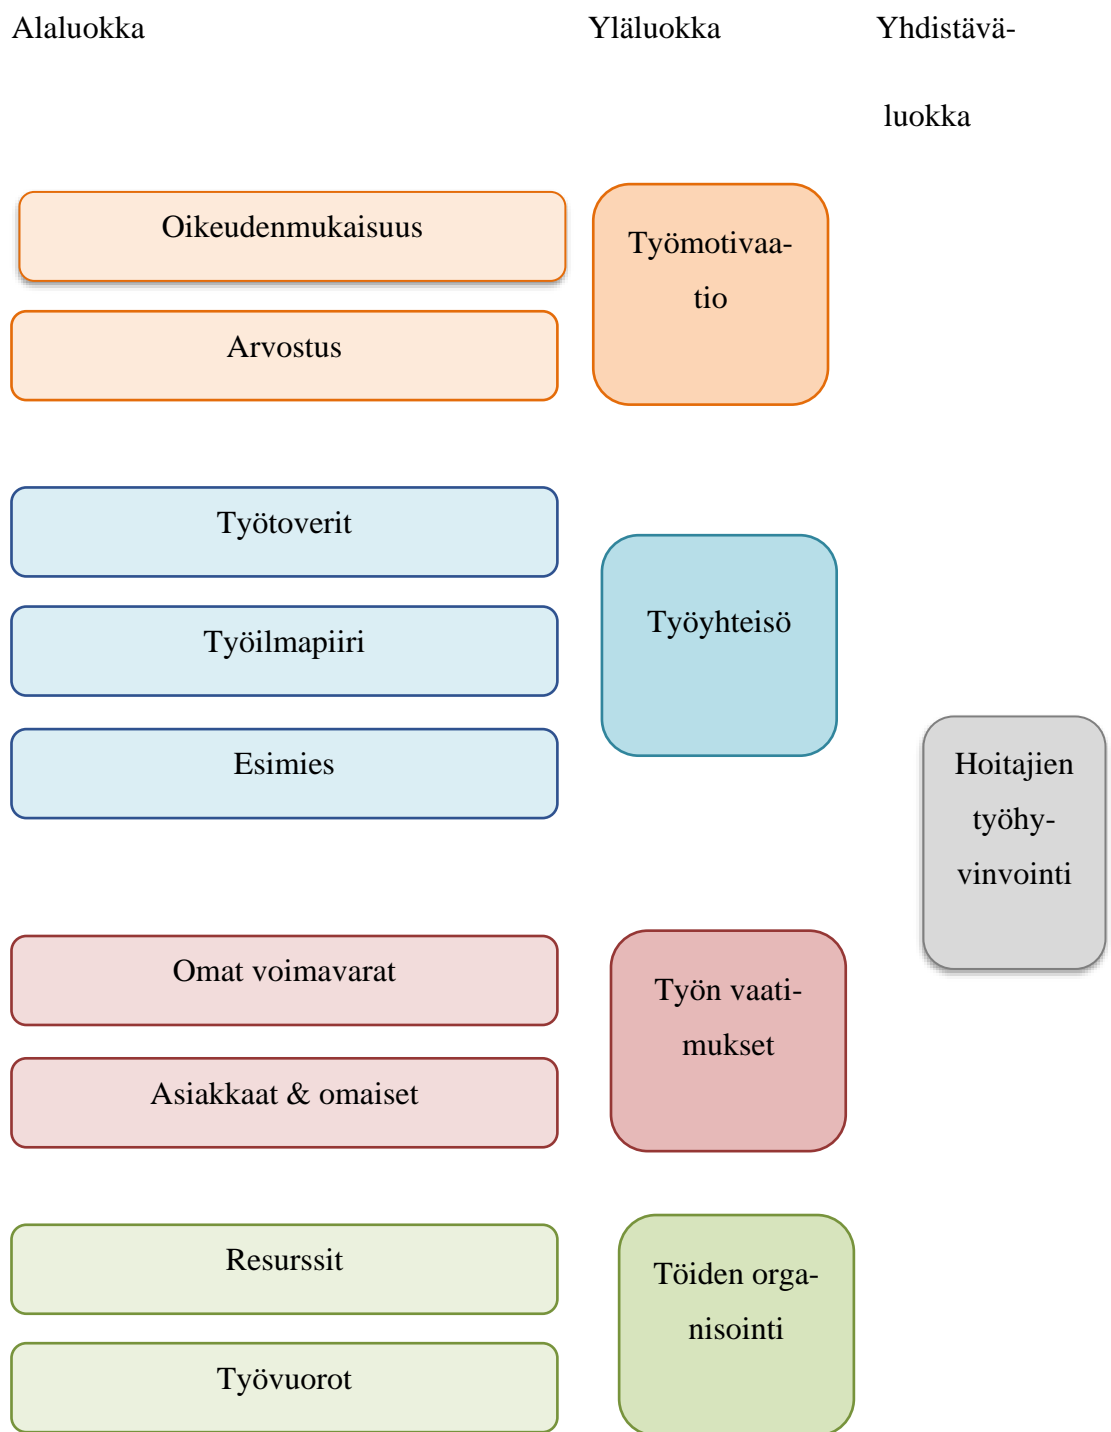 Alaluokka Yläluokka Yhdistävä-
luokka
Oikeudenmukaisuus
Työmotivaa-
tio
Arvostus
Työtoverit
Työilmapiiri
Esimies
Työyhteisö
Hoitajien
työhy-
vinvointi
Omat voimavarat
Asiakkaat & omaiset
Työn vaati-
mukset
Resurssit
Työvuorot
Töiden orga-
nisointi